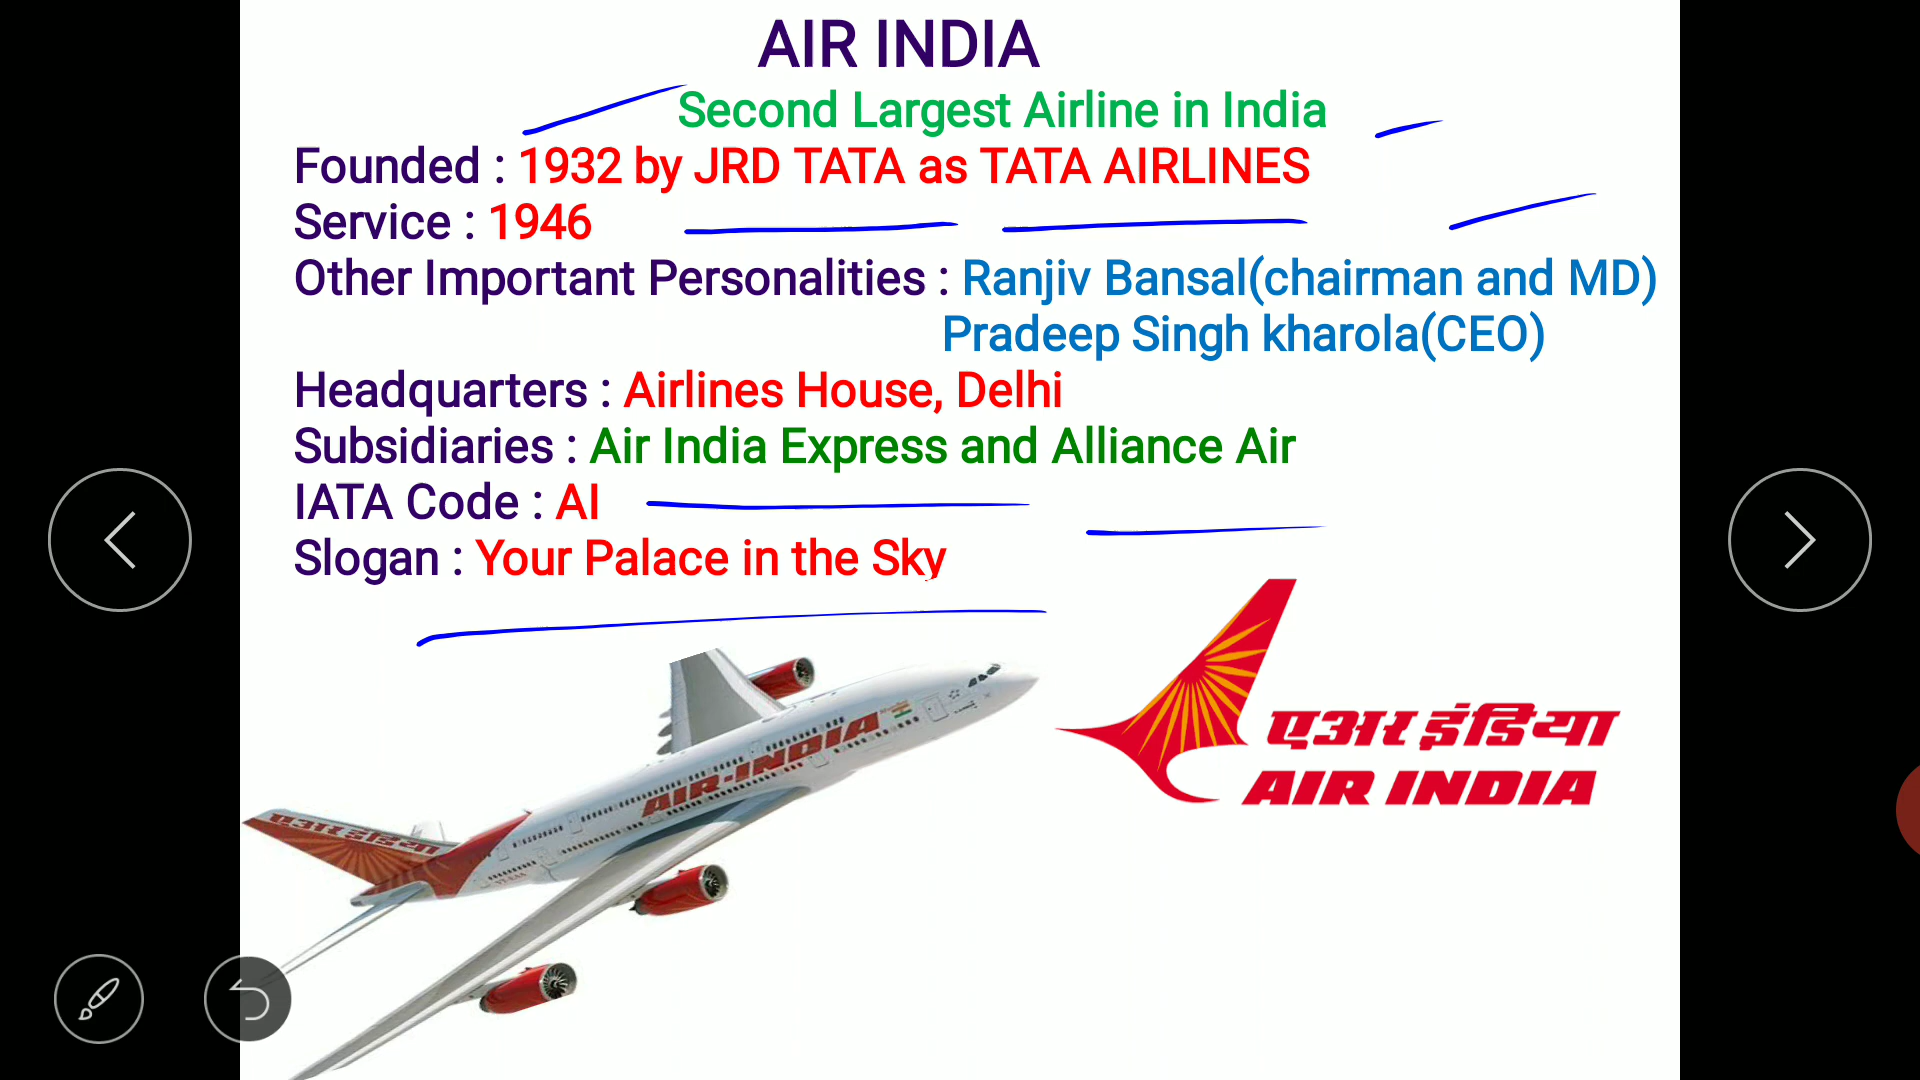 AIR INDIA
Second Largest Airline in India
Founded : 1932 by JRD TATA as TATA AIRLINES
Service : 1946
Other Important Personalities : Ranjiv Bansal(chairman and MD)
Pradeep Singh kharola(CEO)
Headquarters : Airlines House, Delhi
Subsidiaries : Air India Express and Alliance Air
IATA Code : AI
Slogan : Your Palace in the Sky
एअर इंडिया
AIR INDIA
AIR-INDIA
एअर इंडिया